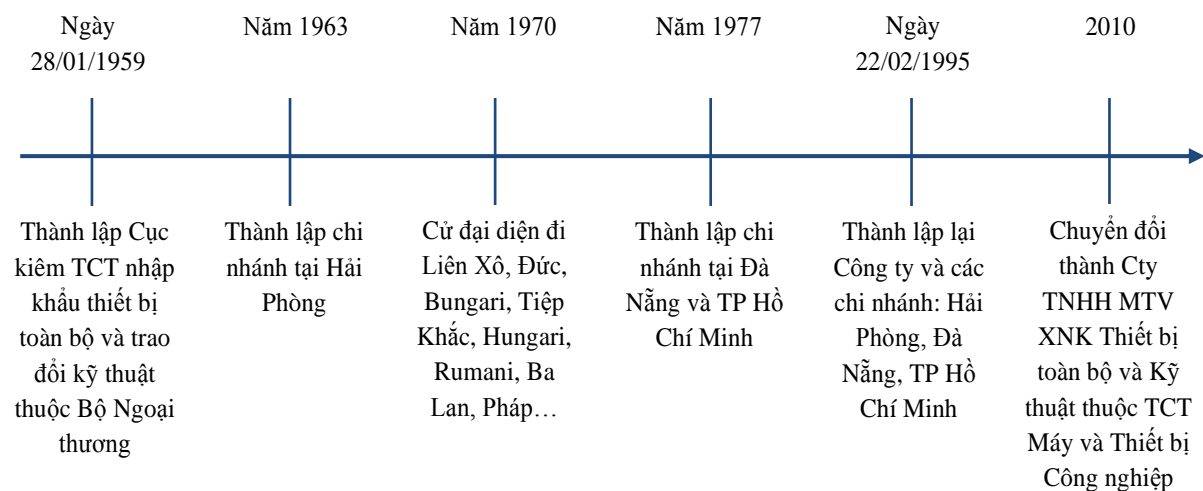 Ngày
28/01/1959
Năm 1963
Năm 1970
Năm 1977
Ngày
22/02/1995
2010
Thành lập Cục
kiêm TCT nhập
khẩu thiết bị
toàn bộ và trao
đổi kỹ thuật
thuộc Bộ Ngoại
thương
Thành lập chi
nhánh tại Hải
Phòng
Cử đại diện đi
Liên Xô, Đức,
Bungari, Tiệp
Khắc, Hungari,
Rumani, Ba
Lan, Pháp…
Thành lập chi
nhánh tại Đà
Nẵng và TP Hồ
Chí Minh
Thành lập lại
Công ty và các
chi nhánh: Hải
Phòng, Đà
Nẵng, TP Hồ
Chí Minh
Chuyển đổi
thành Cty
TNHH MTV
XNK Thiết bị
toàn bộ và Kỹ
thuật thuộc TCT
Máy và Thiết bị
Công nghiệp